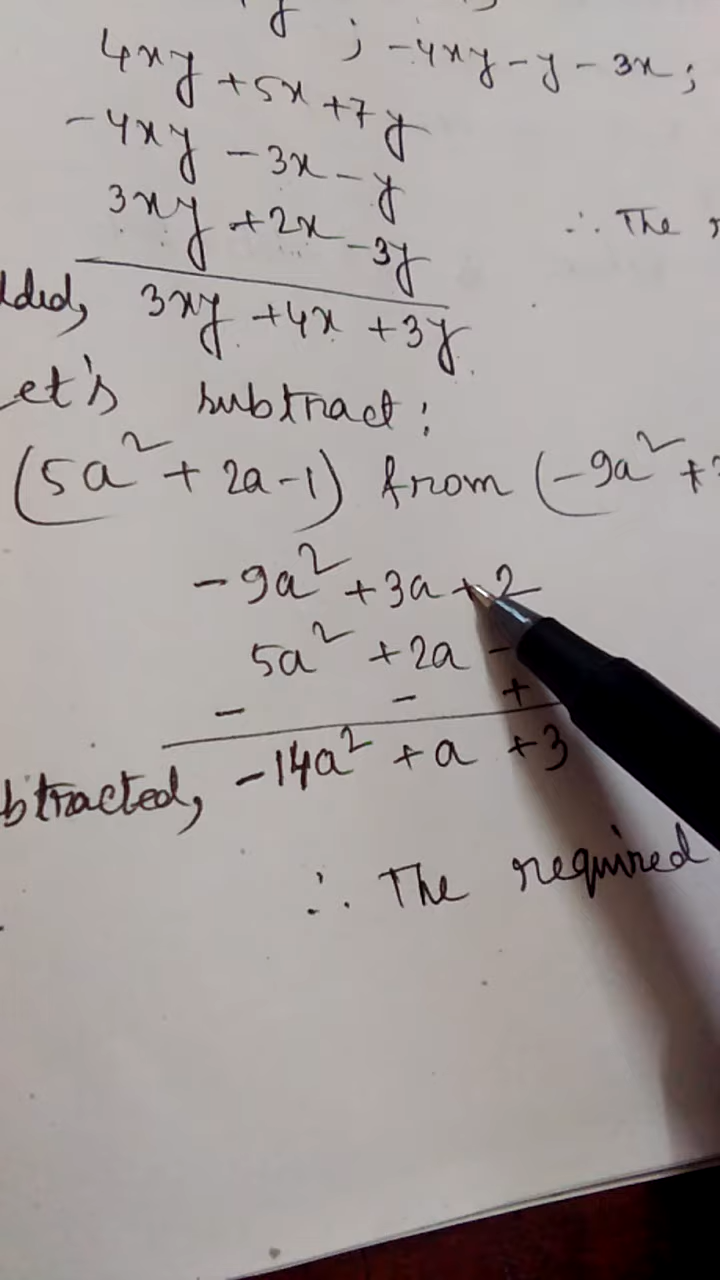 y ; -4xy - y - 3x;
4xy + 5x + 7y
-4xy - 3x - y
3xy + 2x - 3y
∴ The
dded, 3xy + 4x + 3y
et's subtract:
(5a² + 2a - 1) from (-9a² +
-9a² + 3a + 2
5a² + 2a -
- - +
btracted, -14a² + a + 3
∴ The required